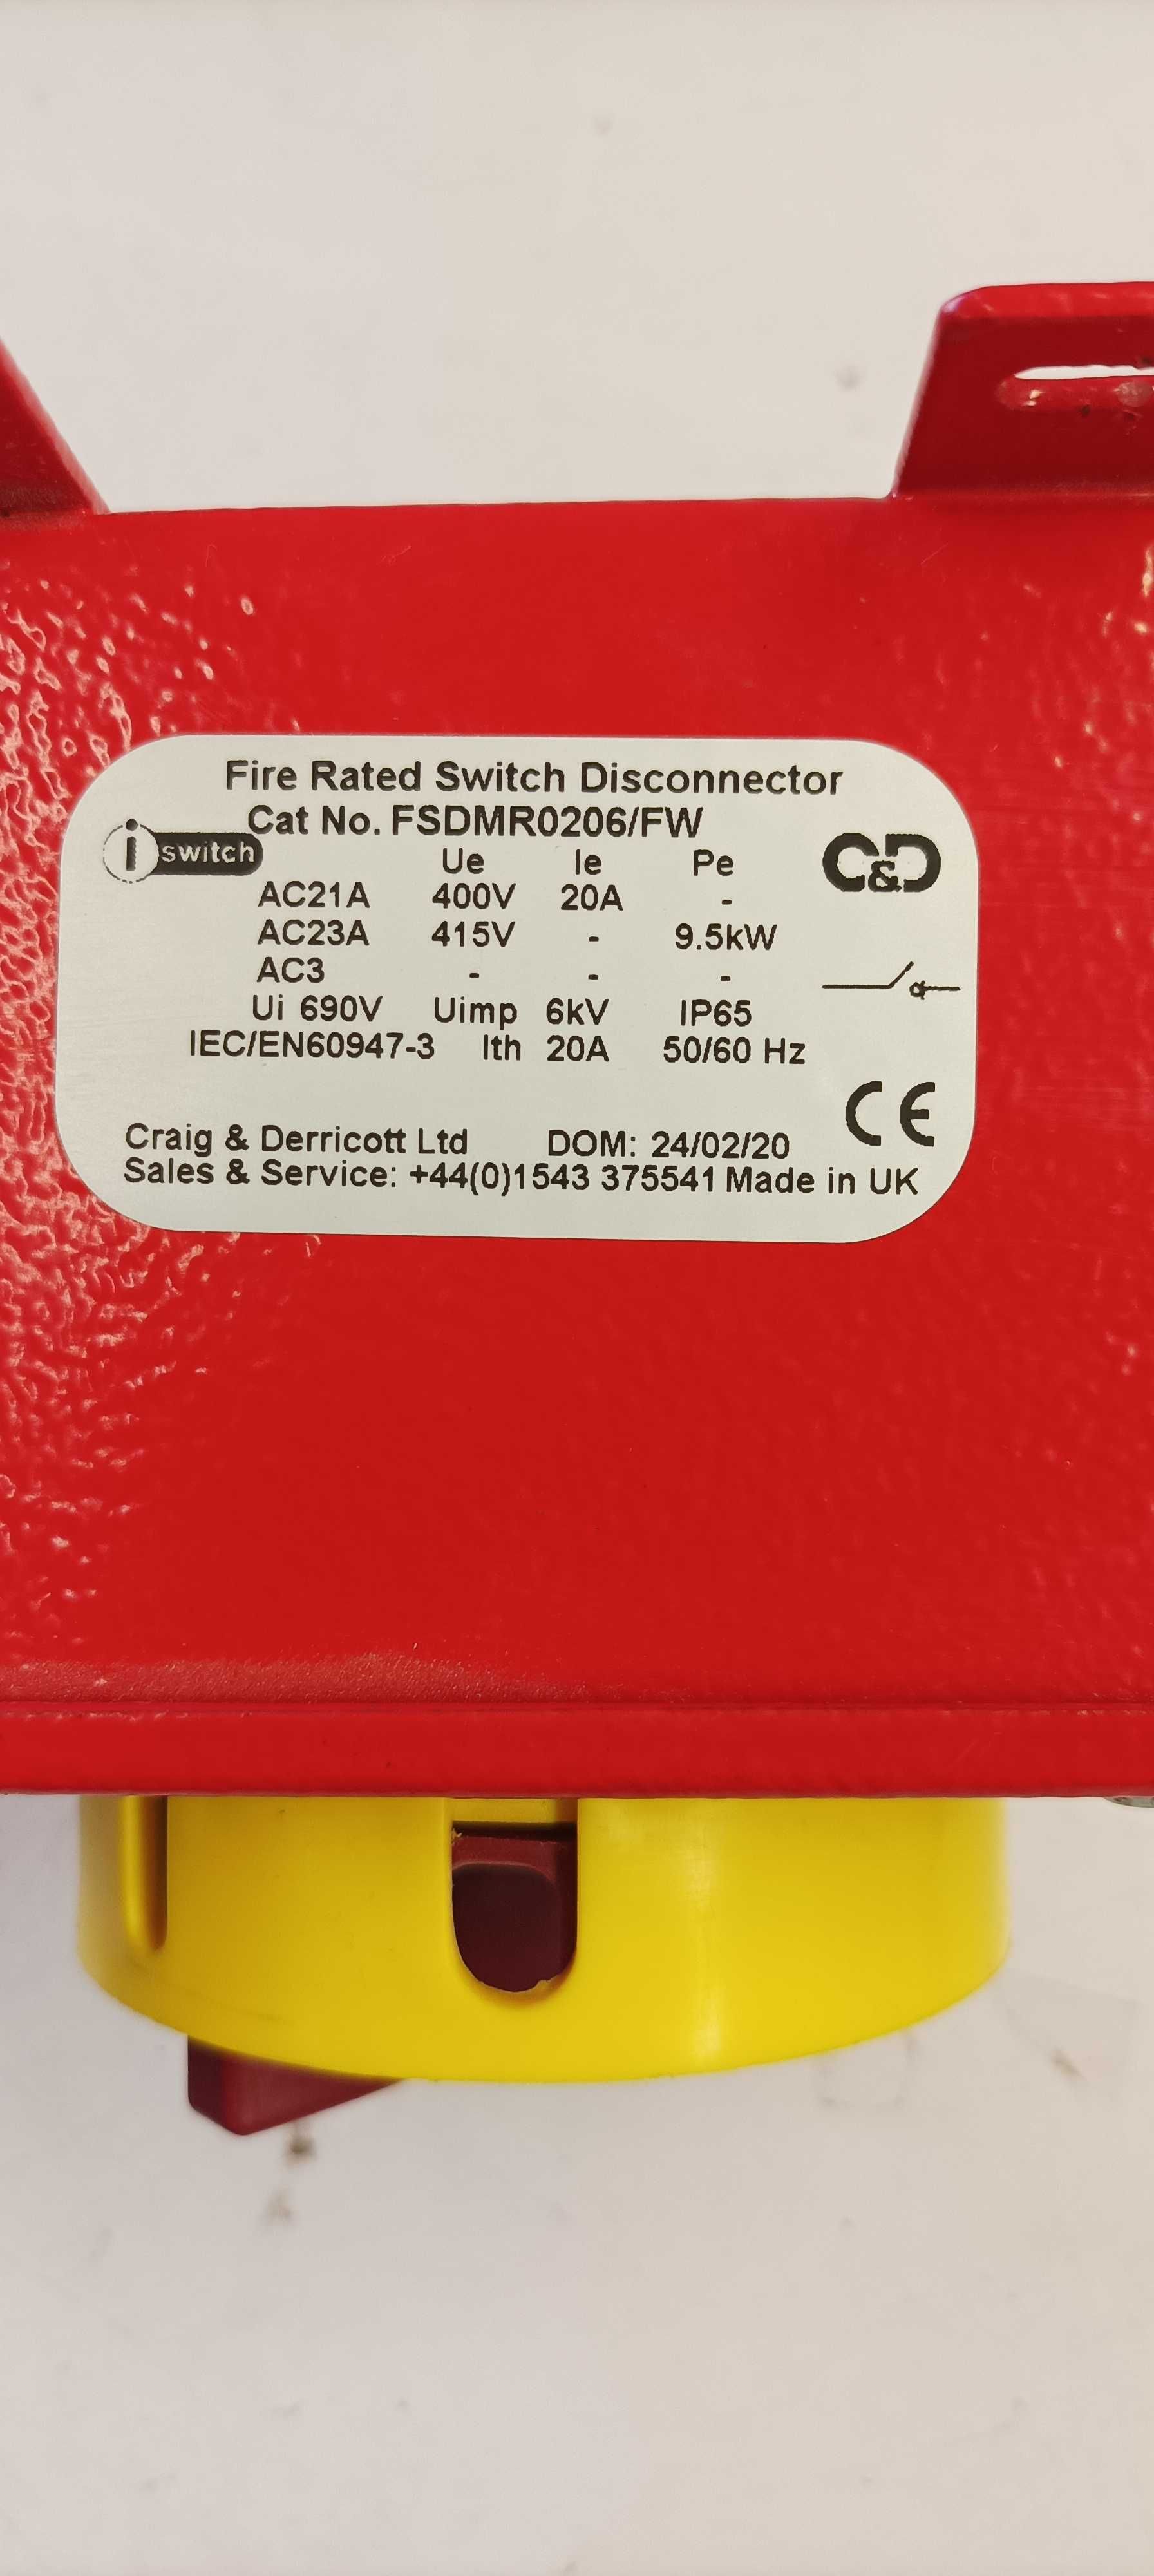 Fire Rated Switch Disconnector
Cat No. FSDMR0206/FW
i switch
C&D
Ue Ie Pe
AC21A 400V 20A -
AC23A 415V - 9.5kW
AC3 - - -
Ui 690V Uimp 6kV IP65
IEC/EN60947-3 Ith 20A 50/60 Hz
CE
Craig & Derricott Ltd DOM: 24/02/20
Sales & Service: +44(0)1543 375541 Made in UK